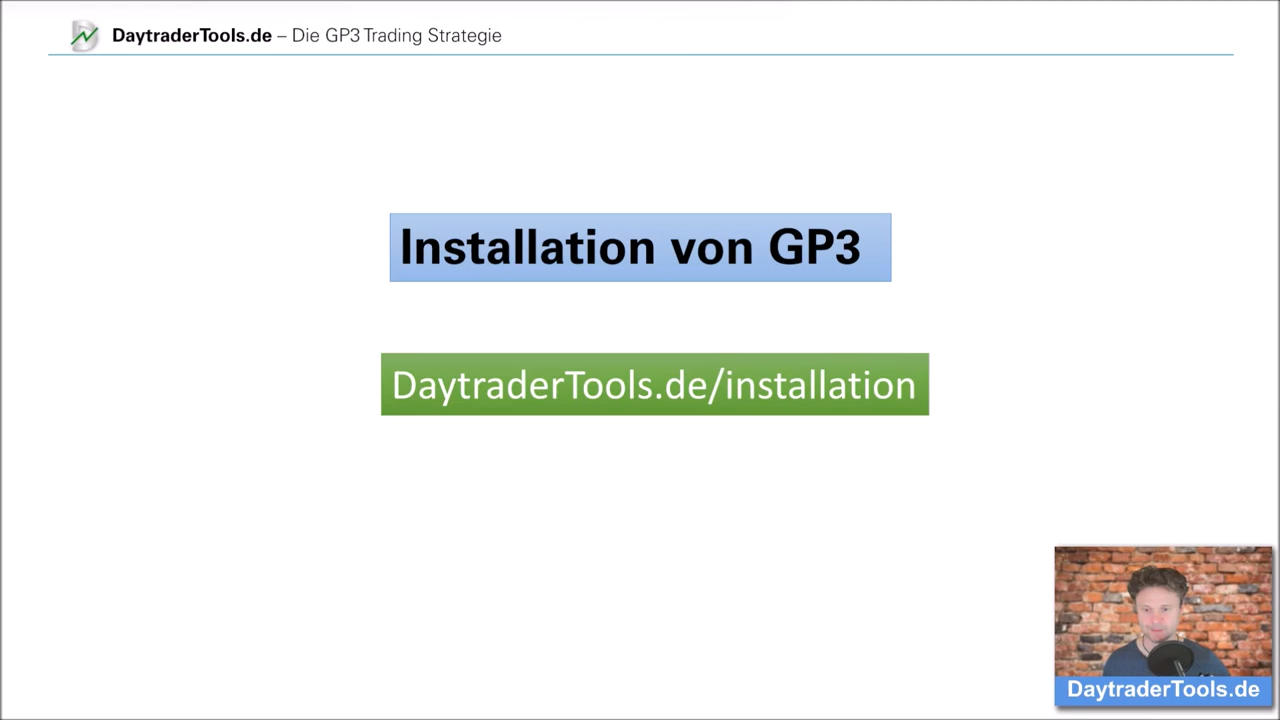 DaytraderTools.de – Die GP3 Trading Strategie
Installation von GP3
DaytraderTools.de/installation
DaytraderTools.de